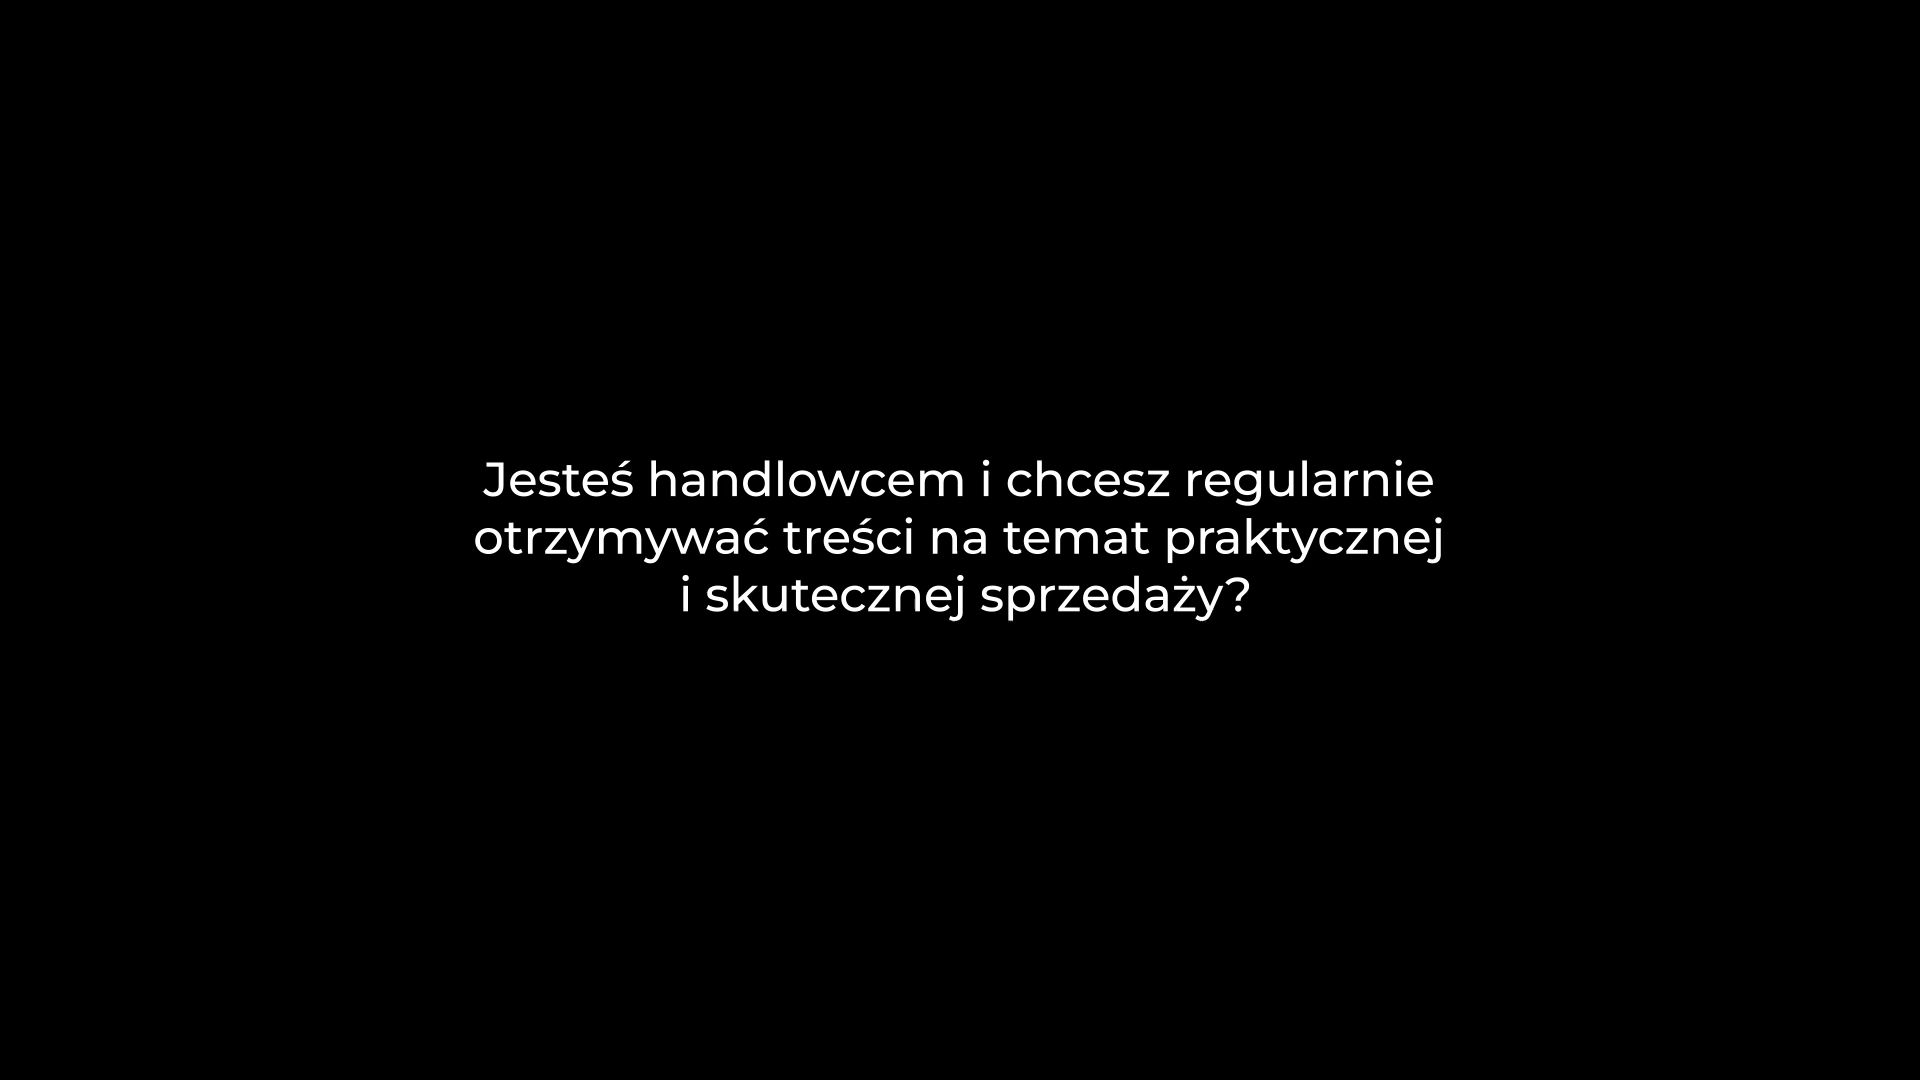 Jesteś handlowcem i chcesz regularnie
otrzymywać treści na temat praktycznej
i skutecznej sprzedaży?